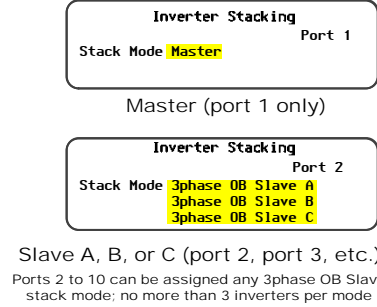 Inverter Stacking
Port 1
Stack Mode Master
Master (port 1 only)
Inverter Stacking
Port 2
Stack Mode 3phase OB Slave A
3phase OB Slave B
3phase OB Slave C
Slave A, B, or C (port 2, port 3, etc.)
Ports 2 to 10 can be assigned any 3phase OB Slav
stack mode; no more than 3 inverters per mode